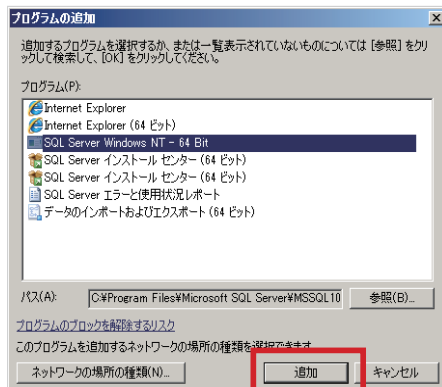 プログラムの追加
追加するプログラムを選択するか、または一覧表示されていないものについては [参照] をクリ
ックして検索して、[OK] をクリックしてください。
プログラム(P):
Internet Explorer
Internet Explorer (64 ビット)
SQL Server Windows NT - 64 Bit
SQL Server インストール センター (64 ビット)
SQL Server インストール センター (64 ビット)
SQL Server エラーと使用状況レポート
データのインポートおよびエクスポート (64 ビット)
パス(A): C:¥Program Files¥Microsoft SQL Server¥MSSQL10 参照(B)...
プログラムのブロックを解除するリスク
このプログラムを追加するネットワークの場所の種類を選択できます
ネットワークの場所の種類(N)... 追加 キャンセル